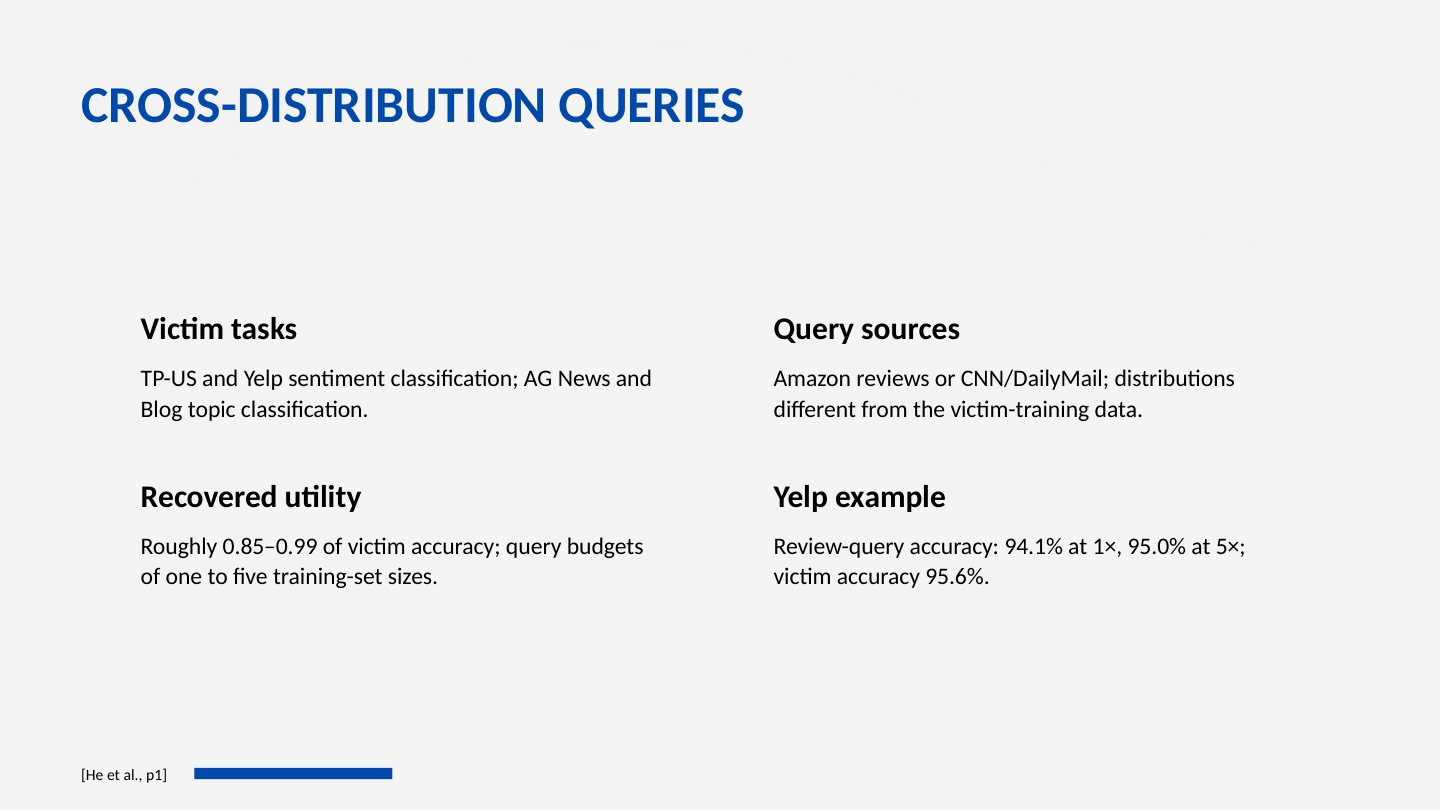 CROSS-DISTRIBUTION QUERIES
Victim tasks
TP-US and Yelp sentiment classification; AG News and
Blog topic classification.
Query sources
Amazon reviews or CNN/DailyMail; distributions
different from the victim-training data.
Recovered utility
Roughly 0.85–0.99 of victim accuracy; query budgets
of one to five training-set sizes.
Yelp example
Review-query accuracy: 94.1% at 1×, 95.0% at 5×;
victim accuracy 95.6%.
[He et al., p1]